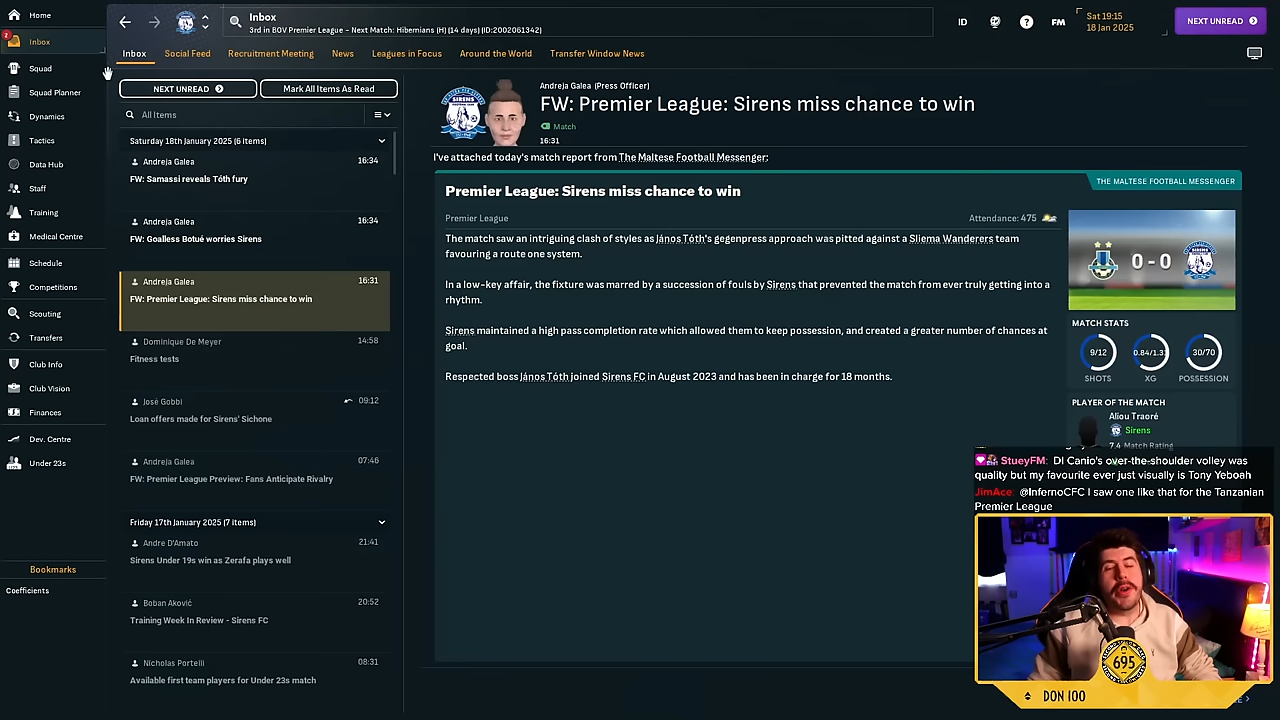 Home
Inbox
3rd in BOV Premier League - Next Match: Hibernians (H) (14 days) (ID:2002061342)
ID
FM
Sat 19:15
18 Jan 2025
NEXT UNREAD
2
Inbox
Squad
Squad Planner
Dynamics
Tactics
Data Hub
Staff
Training
Medical Centre
Schedule
Competitions
Scouting
Transfers
Club Info
Club Vision
Finances
Dev. Centre
Under 23s
Bookmarks
Coefficients
Inbox
Social Feed
Recruitment Meeting
News
Leagues in Focus
Around the World
Transfer Window News
NEXT UNREAD
Mark All Items As Read
All Items
Saturday 18th January 2025 (6 items)
Andreja Galea 16:34
FW: Samassi reveals Tóth fury
Andreja Galea 16:34
FW: Goalless Botué worries Sirens
Andreja Galea 16:31
FW: Premier League: Sirens miss chance to win
Dominique De Meyer 14:58
Fitness tests
José Gobbi 09:12
Loan offers made for Sirens' Sichone
Andreja Galea 07:46
FW: Premier League Preview: Fans Anticipate Rivalry
Friday 17th January 2025 (7 items)
Andre D'Amato 21:41
Sirens Under 19s win as Zerafa plays well
Boban Aković 20:52
Training Week In Review - Sirens FC
Nicholas Portelli 08:31
Available first team players for Under 23s match
Andreja Galea (Press Officer)
FW: Premier League: Sirens miss chance to win
Match
16:31
I've attached today's match report from The Maltese Football Messenger:
Premier League: Sirens miss chance to win
THE MALTESE FOOTBALL MESSENGER
Premier League
Attendance: 475
The match saw an intriguing clash of styles as János Tóth's gegenpress approach was pitted against a Sliema Wanderers team
favouring a route one system.
In a low-key affair, the fixture was marred by a succession of fouls by Sirens that prevented the match from ever truly getting into a
rhythm.
Sirens maintained a high pass completion rate which allowed them to keep possession, and created a greater number of chances at
goal.
Respected boss János Tóth joined Sirens FC in August 2023 and has been in charge for 18 months.
0 - 0
MATCH STATS
9/12
30/70
SHOTS
XG
POSSESSION
PLAYER OF THE MATCH
Aliou Traoré
Sirens
7.4 Match Rating
StueyFM: DI Canio's over-the-shoulder volley was
quality but my favourite ever just visually is Tony Yeboah
JimAce: @InfernoCFC I saw one like that for the Tanzanian
Premier League
695
DON 100